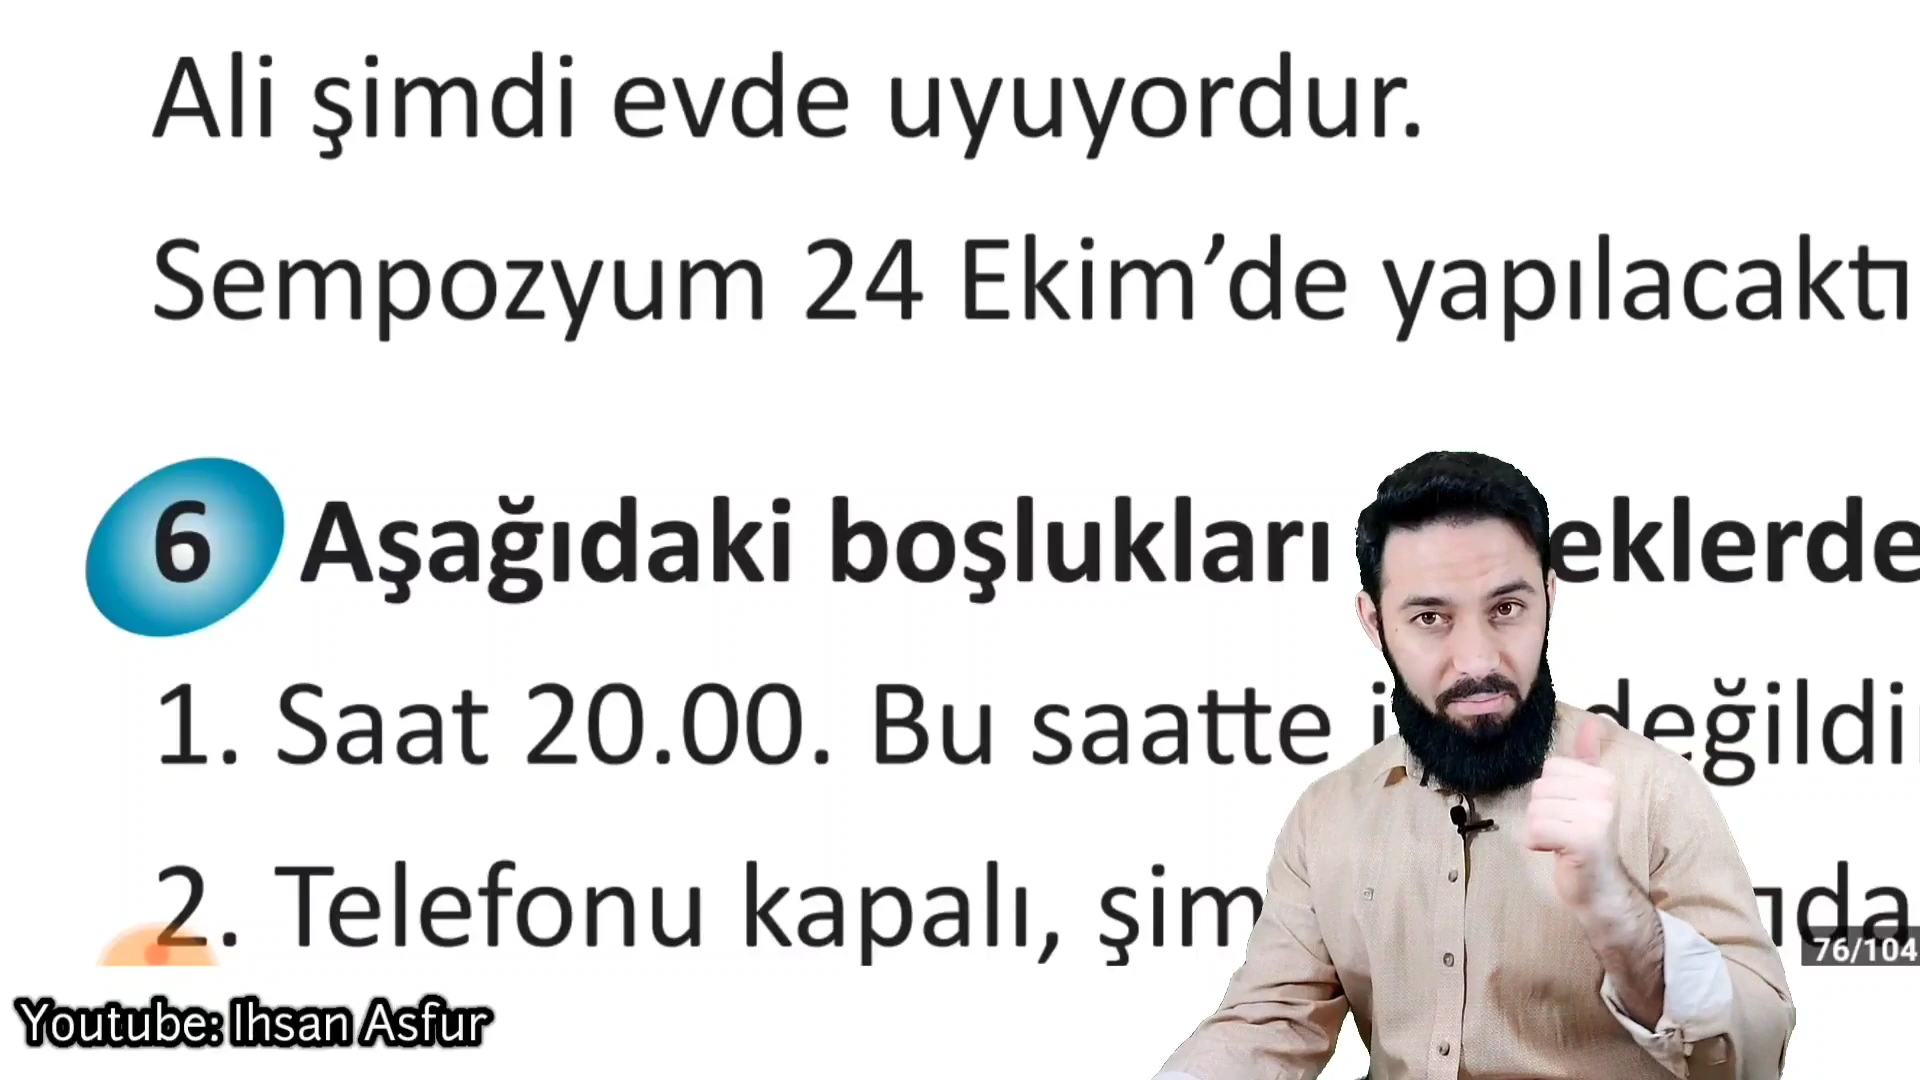 Ali şimdi evde uyuyordur.
Sempozyum 24 Ekim’de yapılacaktı
6 Aşağıdaki boşlukları eklerde
1. Saat 20.00. Bu saatte değildi
2. Telefonu kapalı, şim ıda
76/104
Youtube: Ihsan Asfur